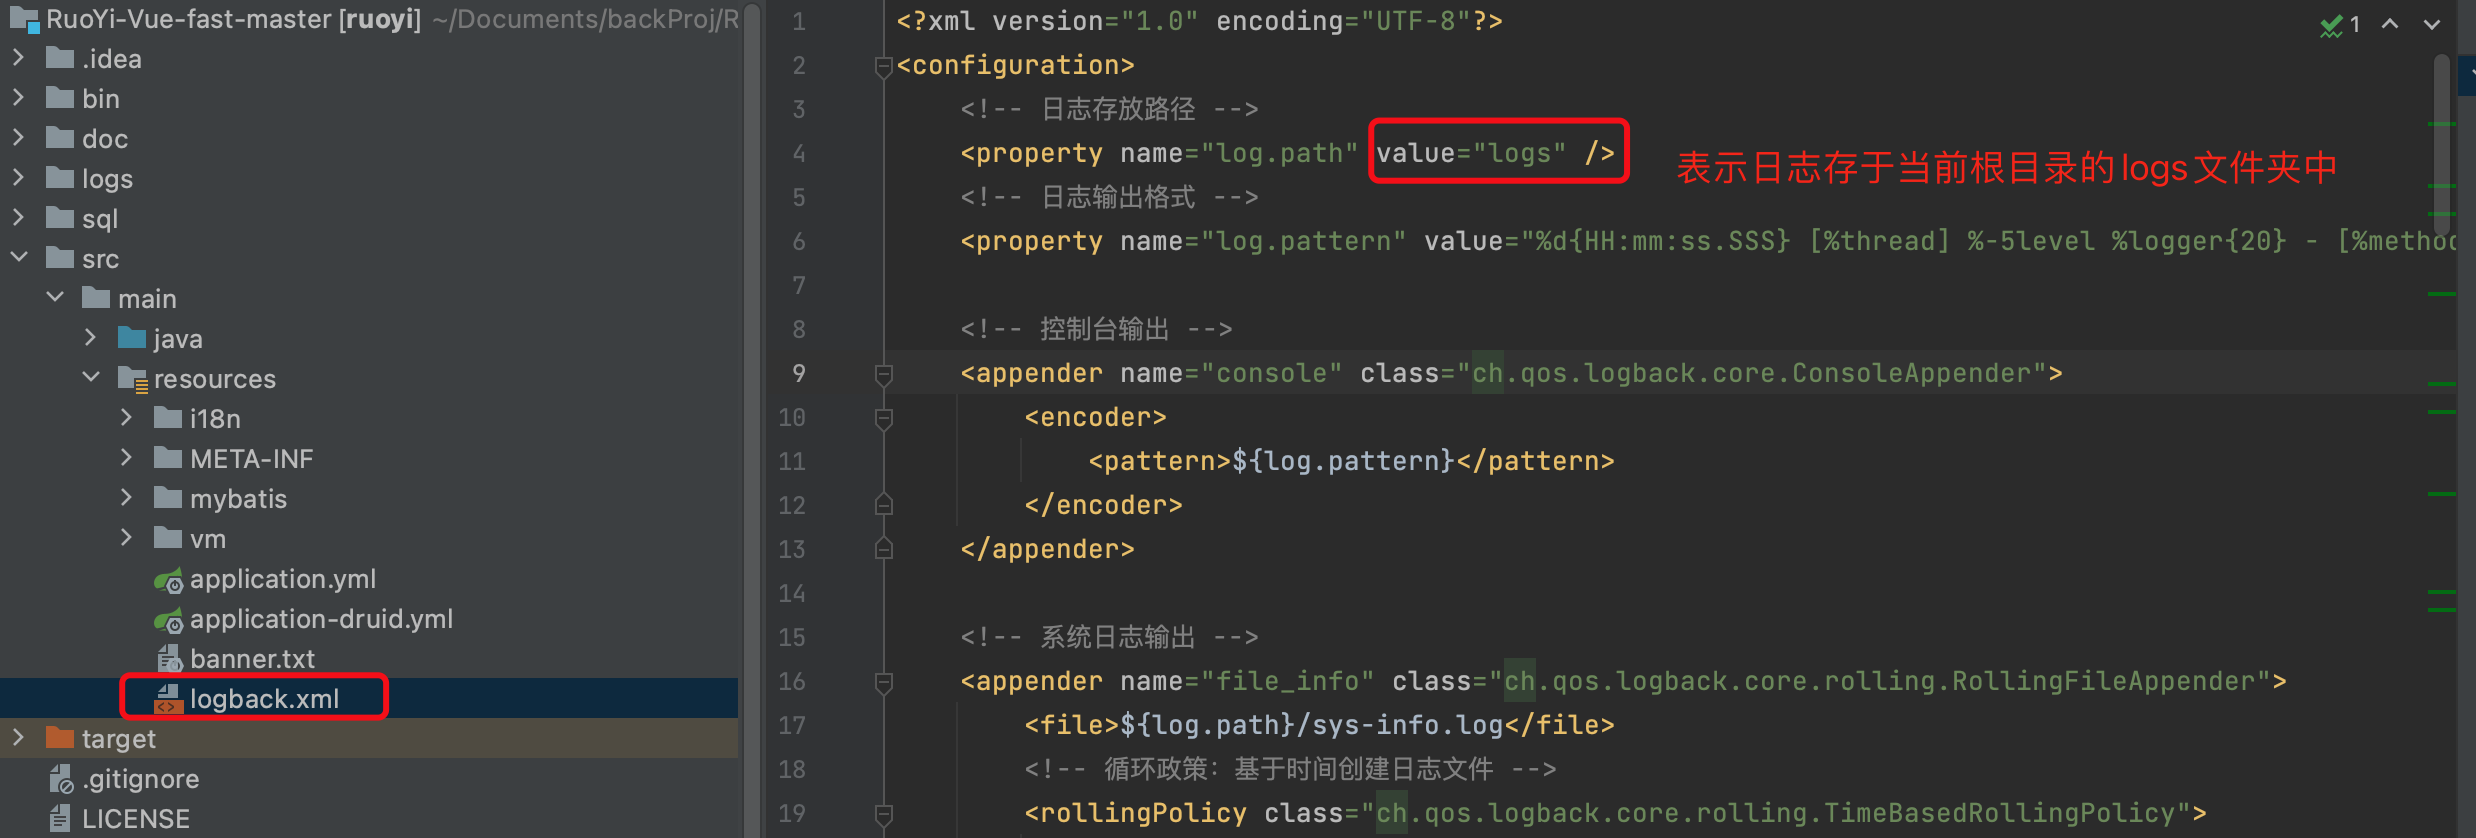 RuoYi-Vue-fast-master [ruoyi] ~/Documents/backProj/R
.idea
bin
doc
logs
sql
src
main
java
resources
i18n
META-INF
mybatis
vm
application.yml
application-druid.yml
banner.txt
logback.xml
target
.gitignore
LICENSE
1 <?xml version="1.0" encoding="UTF-8"?>
2 <configuration>
3 <!-- 日志存放路径 -->
4 <property name="log.path" value="logs" />
表示日志存于当前根目录的logs文件夹中
5 <!-- 日志输出格式 -->
6 <property name="log.pattern" value="%d{HH:mm:ss.SSS} [%thread] %-5level %logger{20} - [%method
7
8 <!-- 控制台输出 -->
9 <appender name="console" class="ch.qos.logback.core.ConsoleAppender">
10 <encoder>
11 <pattern>${log.pattern}</pattern>
12 </encoder>
13 </appender>
14
15 <!-- 系统日志输出 -->
16 <appender name="file_info" class="ch.qos.logback.core.rolling.RollingFileAppender">
17 <file>${log.path}/sys-info.log</file>
18 <!-- 循环政策：基于时间创建日志文件 -->
19 <rollingPolicy class="ch.qos.logback.core.rolling.TimeBasedRollingPolicy">
1